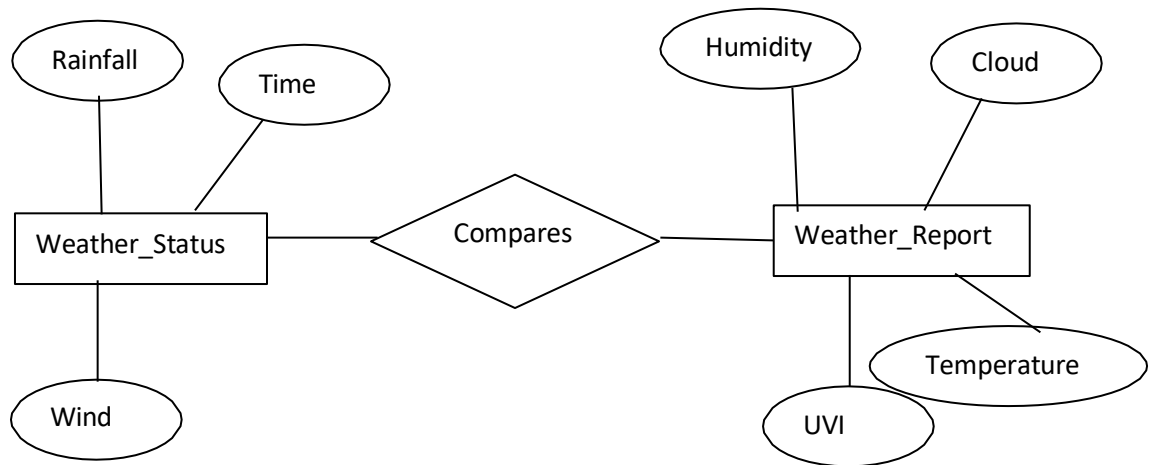 Rainfall
Time
Humidity
Cloud
Weather_Status
Compares
Weather_Report
Wind
UVI
Temperature